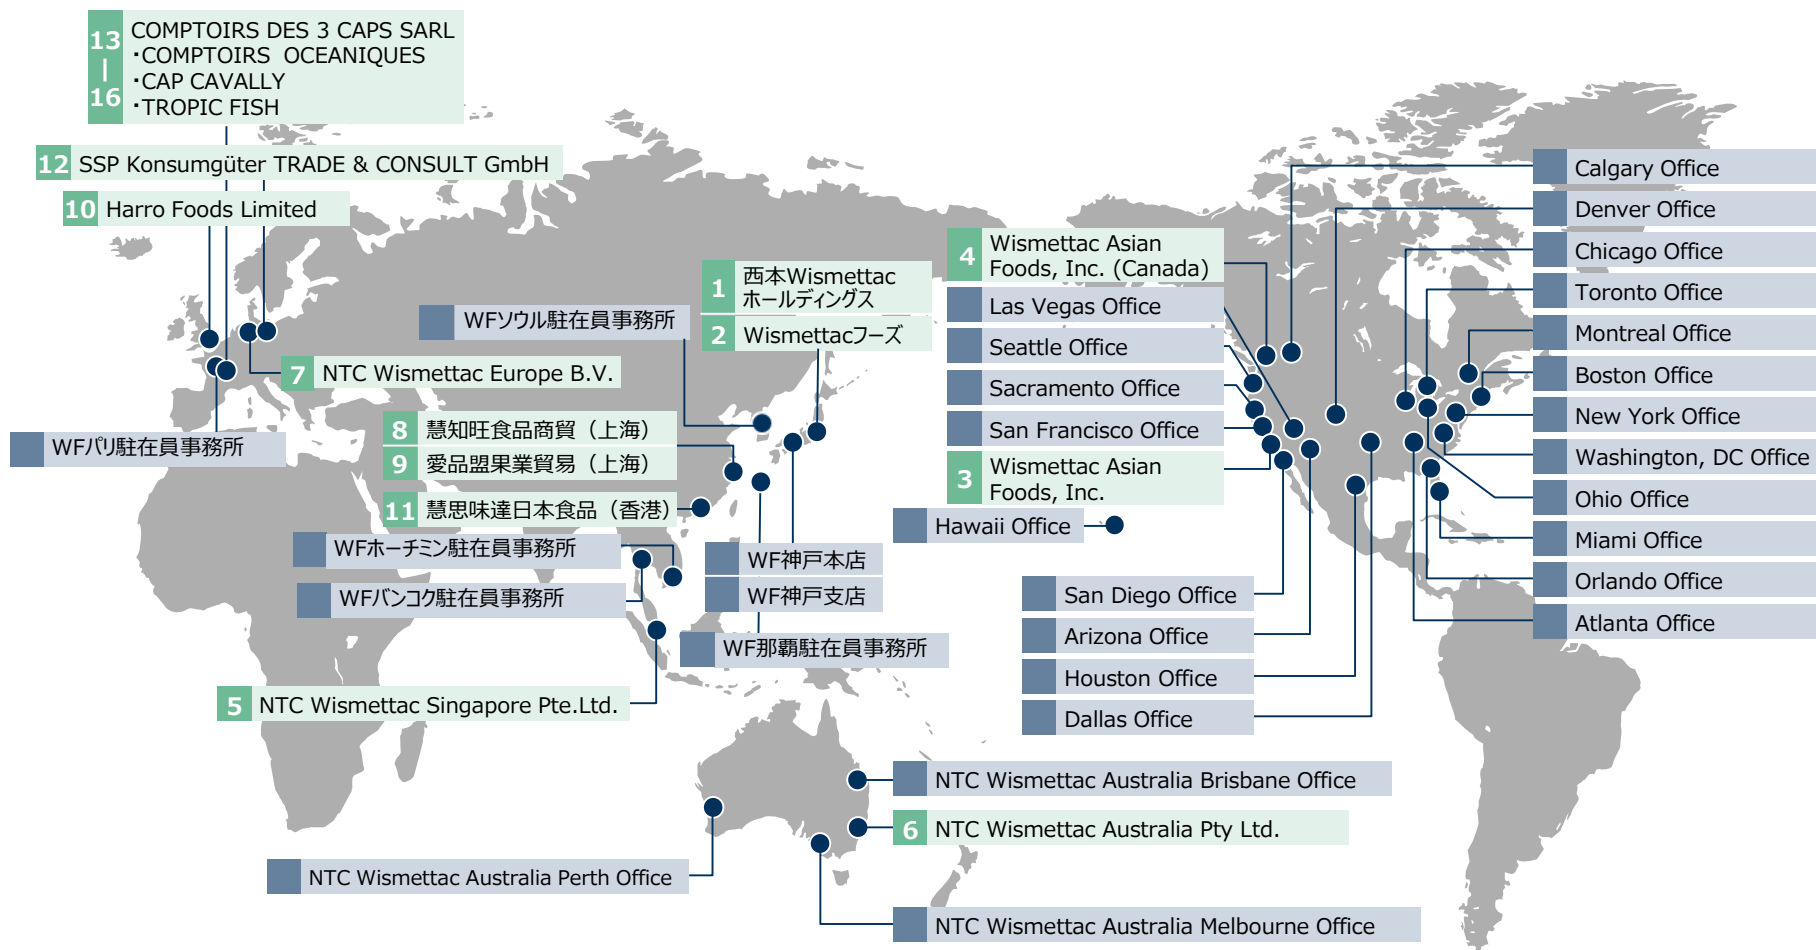 13
|
16
COMPTOIRS DES 3 CAPS SARL
・COMPTOIRS OCEANIQUES
・CAP CAVALLY
・TROPIC FISH
12 SSP Konsumgüter TRADE & CONSULT GmbH
10 Harro Foods Limited
7 NTC Wismettac Europe B.V.
WFパリ駐在員事務所
WFソウル駐在員事務所
1 西本Wismettac
ホールディングス
2 Wismettacフーズ
8 慧知旺食品商貿（上海）
9 愛品盟果業貿易（上海）
11 慧思味達日本食品（香港）
WFホーチミン駐在員事務所
WFバンコク駐在員事務所
WF神戸本店
WF神戸支店
WF那覇駐在員事務所
5 NTC Wismettac Singapore Pte.Ltd.
4 Wismettac Asian
Foods, Inc. (Canada)
Las Vegas Office
Seattle Office
Sacramento Office
San Francisco Office
3 Wismettac Asian
Foods, Inc.
Hawaii Office
San Diego Office
Arizona Office
Houston Office
Dallas Office
Calgary Office
Denver Office
Chicago Office
Toronto Office
Montreal Office
Boston Office
New York Office
Washington, DC Office
Ohio Office
Miami Office
Orlando Office
Atlanta Office
NTC Wismettac Australia Brisbane Office
6 NTC Wismettac Australia Pty Ltd.
NTC Wismettac Australia Perth Office
NTC Wismettac Australia Melbourne Office